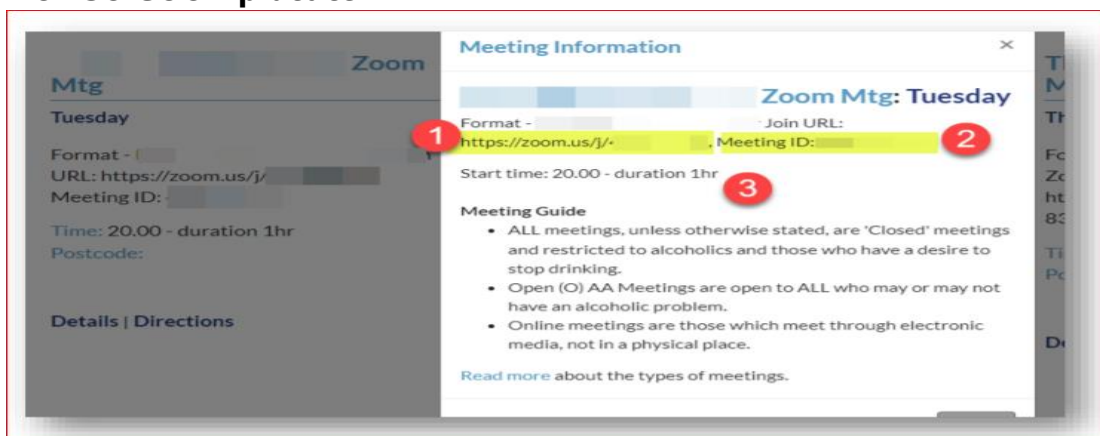 Zoom
Mtg
Tuesday
Format - (
URL: https://zoom.us/j/
Meeting ID:
Time: 20.00 - duration 1hr
Postcode:
Details | Directions
Meeting Information ×
Zoom Mtg: Tuesday
Format - Join URL:
1 https://zoom.us/j/ , Meeting ID: 2
Start time: 20.00 - duration 1hr
3
Meeting Guide
• ALL meetings, unless otherwise stated, are 'Closed' meetings
and restricted to alcoholics and those who have a desire to
stop drinking.
• Open (O) AA Meetings are open to ALL who may or may not
have an alcoholic problem.
• Online meetings are those which meet through electronic
media, not in a physical place.
Read more about the types of meetings.